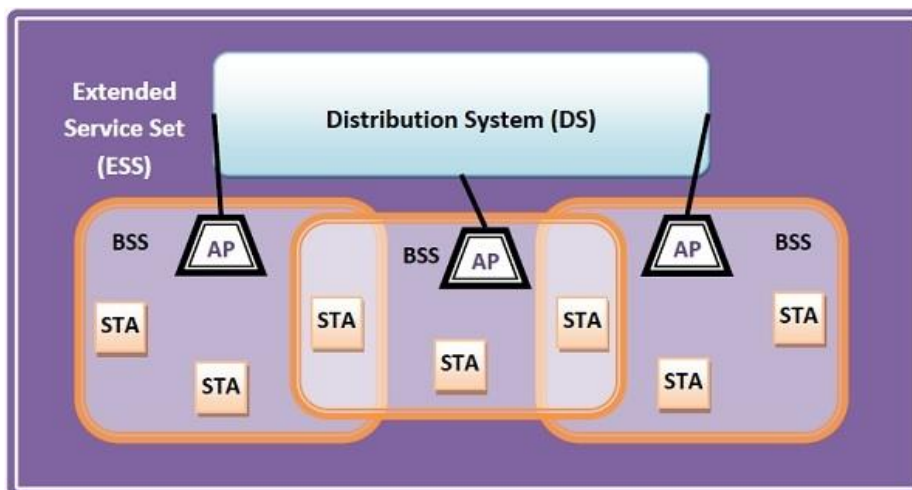 Extended
Service Set
(ESS)
Distribution System (DS)
BSS
AP
BSS
AP
AP
BSS
STA
STA
STA
STA
STA
STA
STA